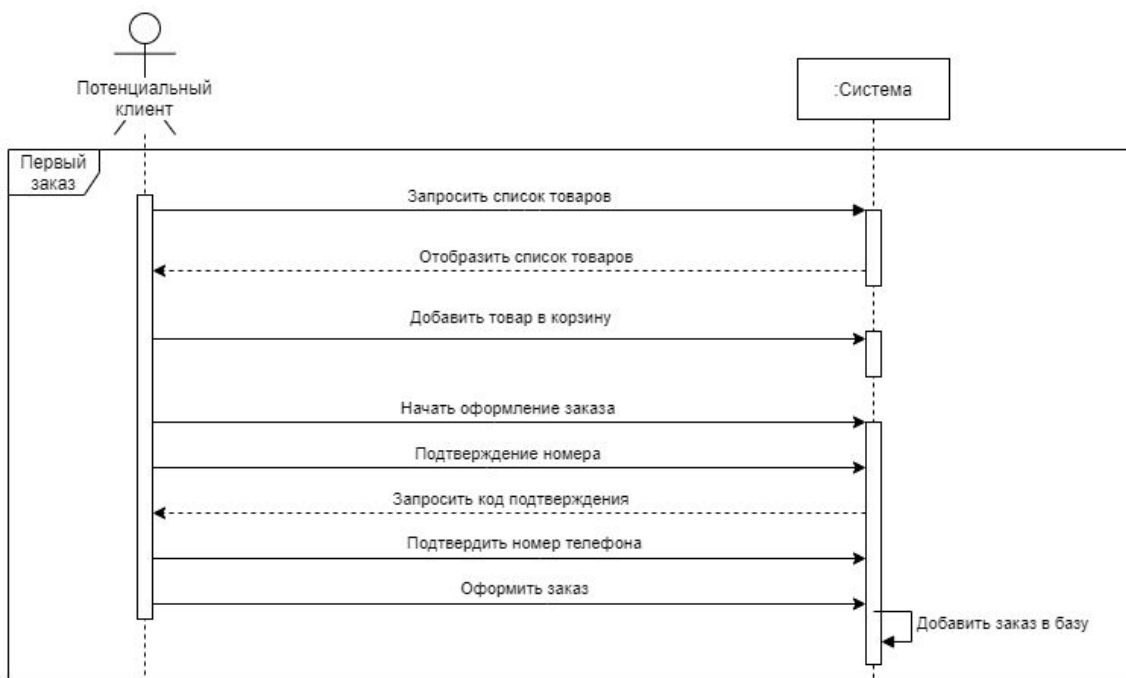 Потенциальный
клиент
:Система
Первый
заказ
Запросить список товаров
Отобразить список товаров
Добавить товар в корзину
Начать оформление заказа
Подтверждение номера
Запросить код подтверждения
Подтвердить номер телефона
Оформить заказ
Добавить заказ в базу